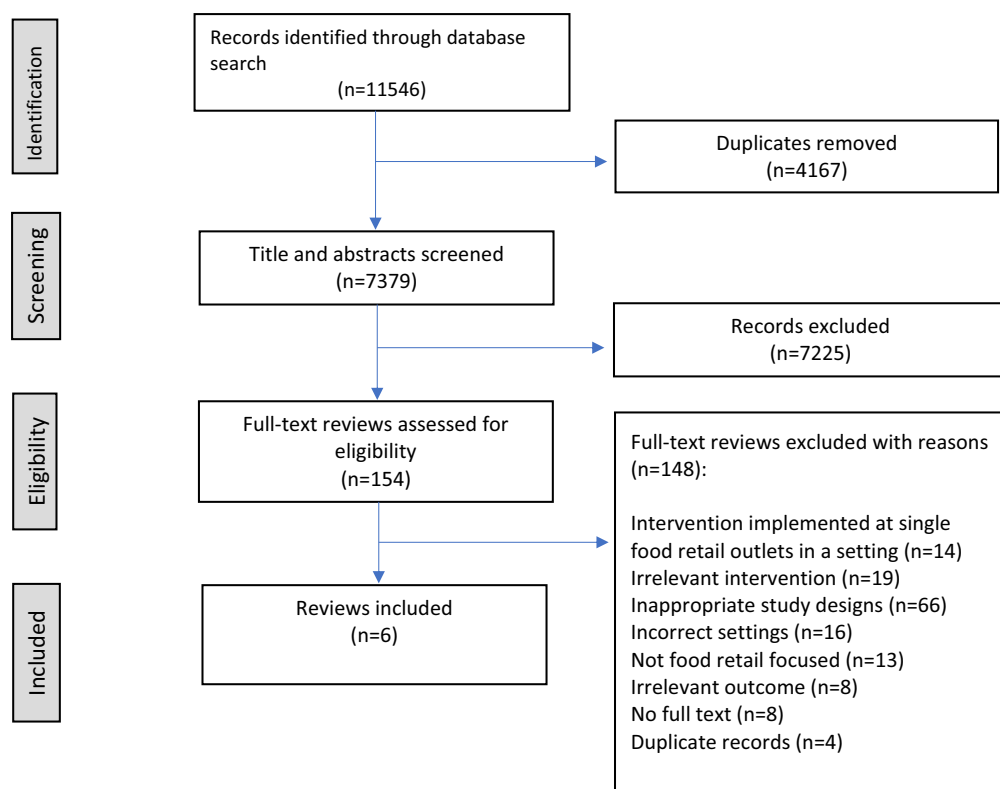 Identification
Records identified through database
search
(n=11546)
Duplicates removed
(n=4167)
Screening
Title and abstracts screened
(n=7379)
Records excluded
(n=7225)
Eligibility
Full-text reviews assessed for
eligibility
(n=154)
Full-text reviews excluded with reasons
(n=148):
Intervention implemented at single
food retail outlets in a setting (n=14)
Irrelevant intervention (n=19)
Inappropriate study designs (n=66)
Incorrect settings (n=16)
Not food retail focused (n=13)
Irrelevant outcome (n=8)
No full text (n=8)
Duplicate records (n=4)
Included
Reviews included
(n=6)